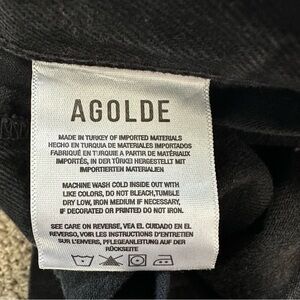 AGOLDE
MADE IN TURKEY OF IMPORTED MATERIALS
HECHO EN TURQUIA DE MATERIALES IMPORTADOS
FABRIQUÉ EN TURQUIE A PARTIR DE MATÉRIAUX
IMPORTÉS, IN DER TÜRKEI HERGESTELLT MIT
IMPORTIERTEN MATERIALIEN
MACHINE WASH COLD INSIDE OUT WITH
LIKE COLORS, DO NOT BLEACH, TUMBLE
DRY LOW, IRON MEDIUM IF NECESSARY,
IF DECORATED OR PRINTED DO NOT IRON.
SEE CARE ON REVERSE, VEA EL CUIDADO EN EL
REVERSO, VOIR LES INSTRUCTIONS D'ENTRETIEN
SUR L'ENVERS, PFLEGEANLEITUNG AUF DER
RÜCKSEITE